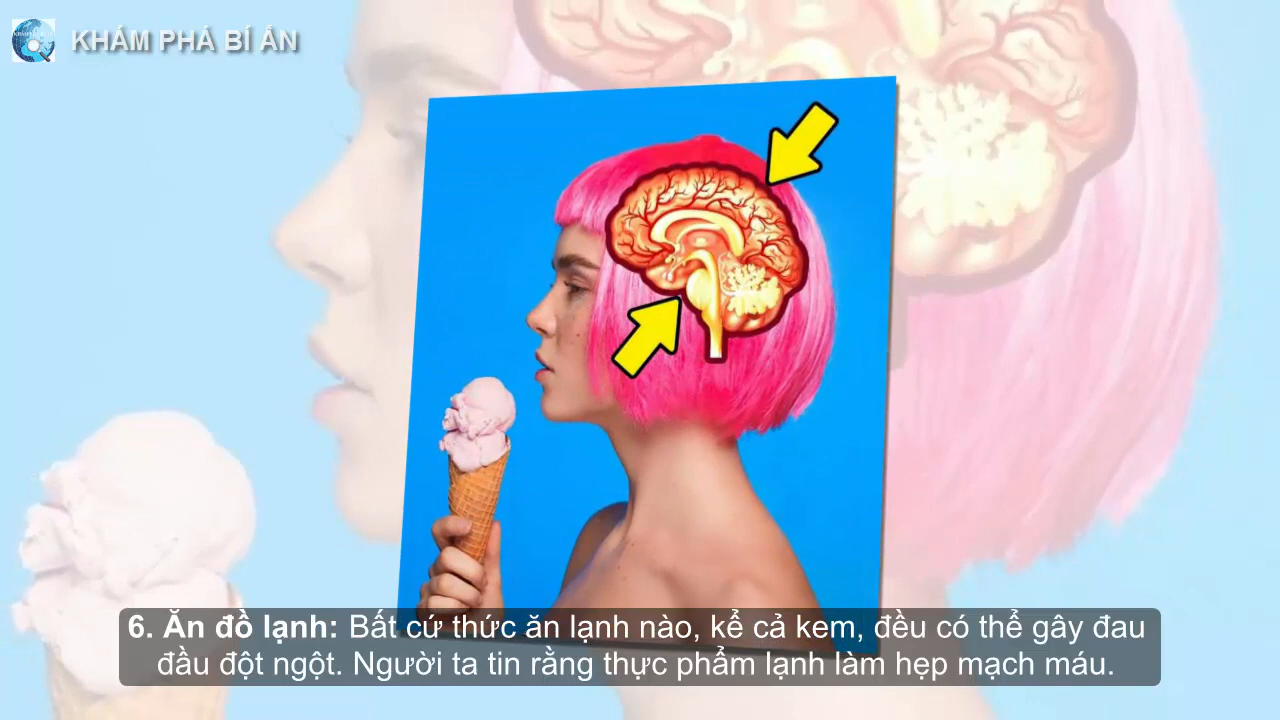 KHÁM PHÁ BÍ ẨN
6. Ăn đồ lạnh: Bất cứ thức ăn lạnh nào, kể cả kem, đều có thể gây đau
đầu đột ngột. Người ta tin rằng thực phẩm lạnh làm hẹp mạch máu.